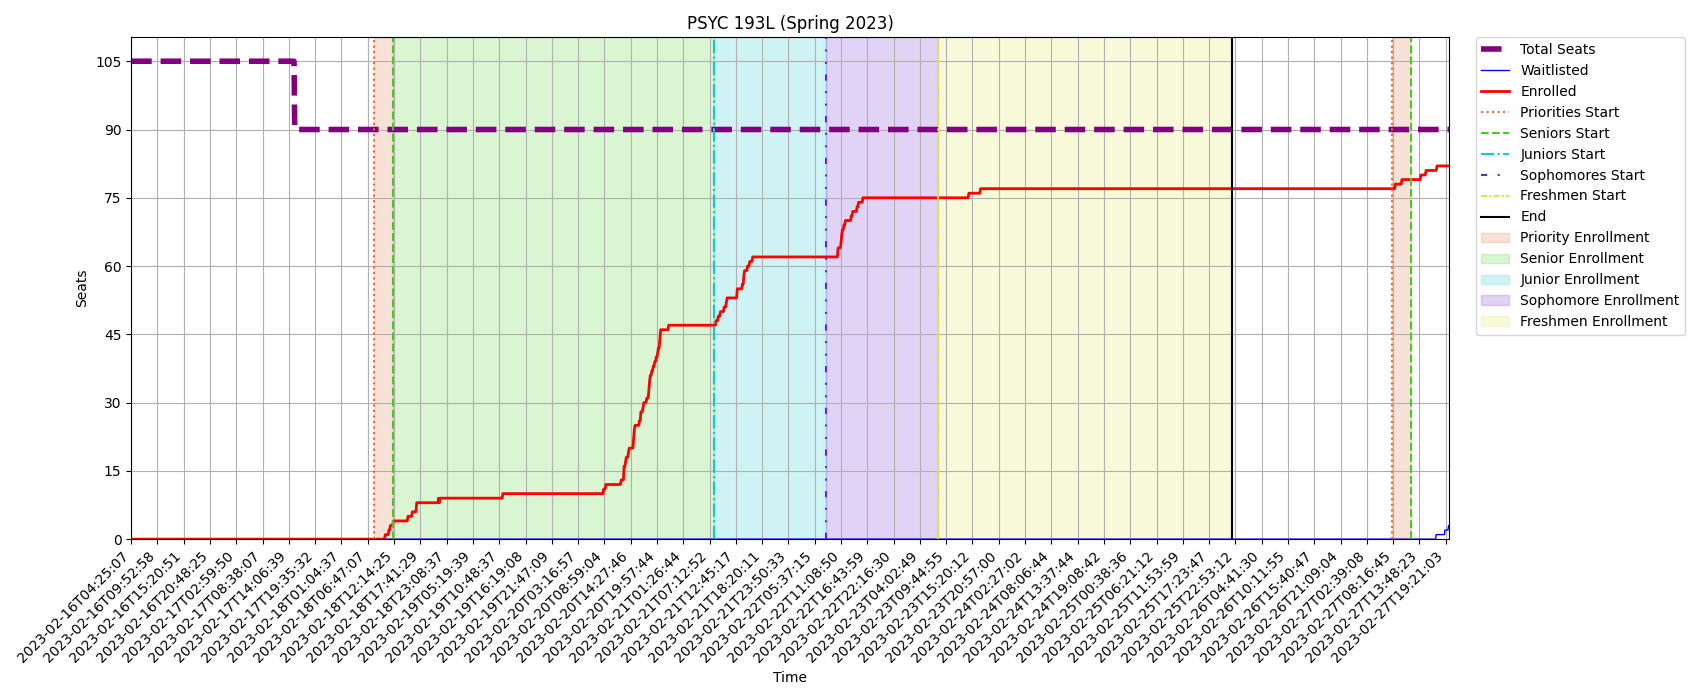 PSYC 193L (Spring 2023)
Total Seats
Waitlisted
Enrolled
Priorities Start
Seniors Start
Juniors Start
Sophomores Start
Freshmen Start
End
Priority Enrollment
Senior Enrollment
Junior Enrollment
Sophomore Enrollment
Freshmen Enrollment
Seats
105
90
75
60
45
30
15
0
2023-02-16T04:25:07
2023-02-16T09:52:58
2023-02-16T15:20:51
2023-02-16T20:48:25
2023-02-17T02:59:50
2023-02-17T08:38:07
2023-02-17T14:06:39
2023-02-17T19:35:32
2023-02-18T01:04:37
2023-02-18T06:47:07
2023-02-18T12:14:25
2023-02-18T17:41:29
2023-02-18T23:08:37
2023-02-19T05:19:39
2023-02-19T10:48:37
2023-02-19T16:19:08
2023-02-19T21:47:09
2023-02-20T03:16:57
2023-02-20T08:59:04
2023-02-20T14:27:46
2023-02-20T19:57:44
2023-02-21T01:26:44
2023-02-21T07:12:52
2023-02-21T12:45:17
2023-02-21T18:20:11
2023-02-21T23:50:33
2023-02-22T05:37:15
2023-02-22T11:08:50
2023-02-22T16:43:59
2023-02-22T22:16:30
2023-02-23T04:02:49
2023-02-23T09:44:55
2023-02-23T15:20:12
2023-02-23T20:57:00
2023-02-24T02:27:02
2023-02-24T08:06:44
2023-02-24T13:37:44
2023-02-24T19:08:42
2023-02-25T00:38:36
2023-02-25T06:21:12
2023-02-25T11:53:59
2023-02-25T17:23:47
2023-02-25T22:53:12
2023-02-26T04:41:30
2023-02-26T10:11:55
2023-02-26T15:40:47
2023-02-26T21:09:04
2023-02-27T02:39:08
2023-02-27T08:16:45
2023-02-27T13:48:23
2023-02-27T19:21:03
Time